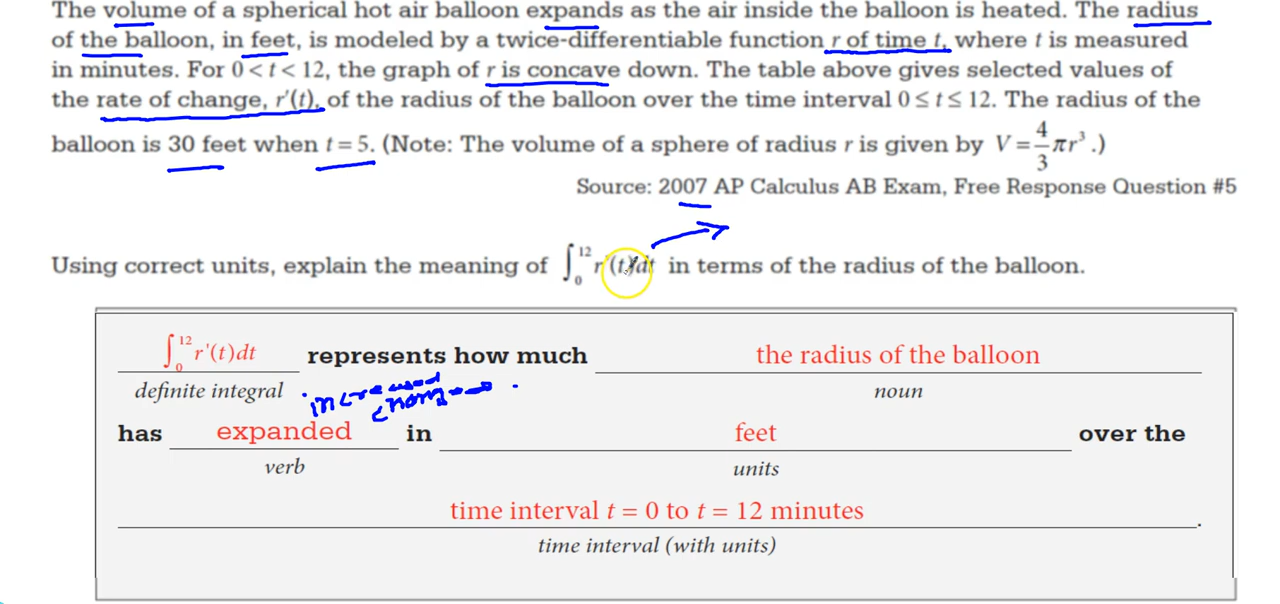 The volume of a spherical hot air balloon expands as the air inside the balloon is heated. The radius
of the balloon, in feet, is modeled by a twice-differentiable function r of time t, where t is measured
in minutes. For 0 < t < 12, the graph of r is concave down. The table above gives selected values of
the rate of change, r'(t), of the radius of the balloon over the time interval 0 ≤ t ≤ 12. The radius of the
balloon is 30 feet when t = 5. (Note: The volume of a sphere of radius r is given by V = 4/3 πr³.)
Source: 2007 AP Calculus AB Exam, Free Response Question #5
Using correct units, explain the meaning of ∫₀¹² r'(t)dt in terms of the radius of the balloon.
∫₀¹² r'(t)dt represents how much the radius of the balloon
definite integral increased noun
changed
has expanded in feet over the
verb units
time interval t = 0 to t = 12 minutes.
time interval (with units)